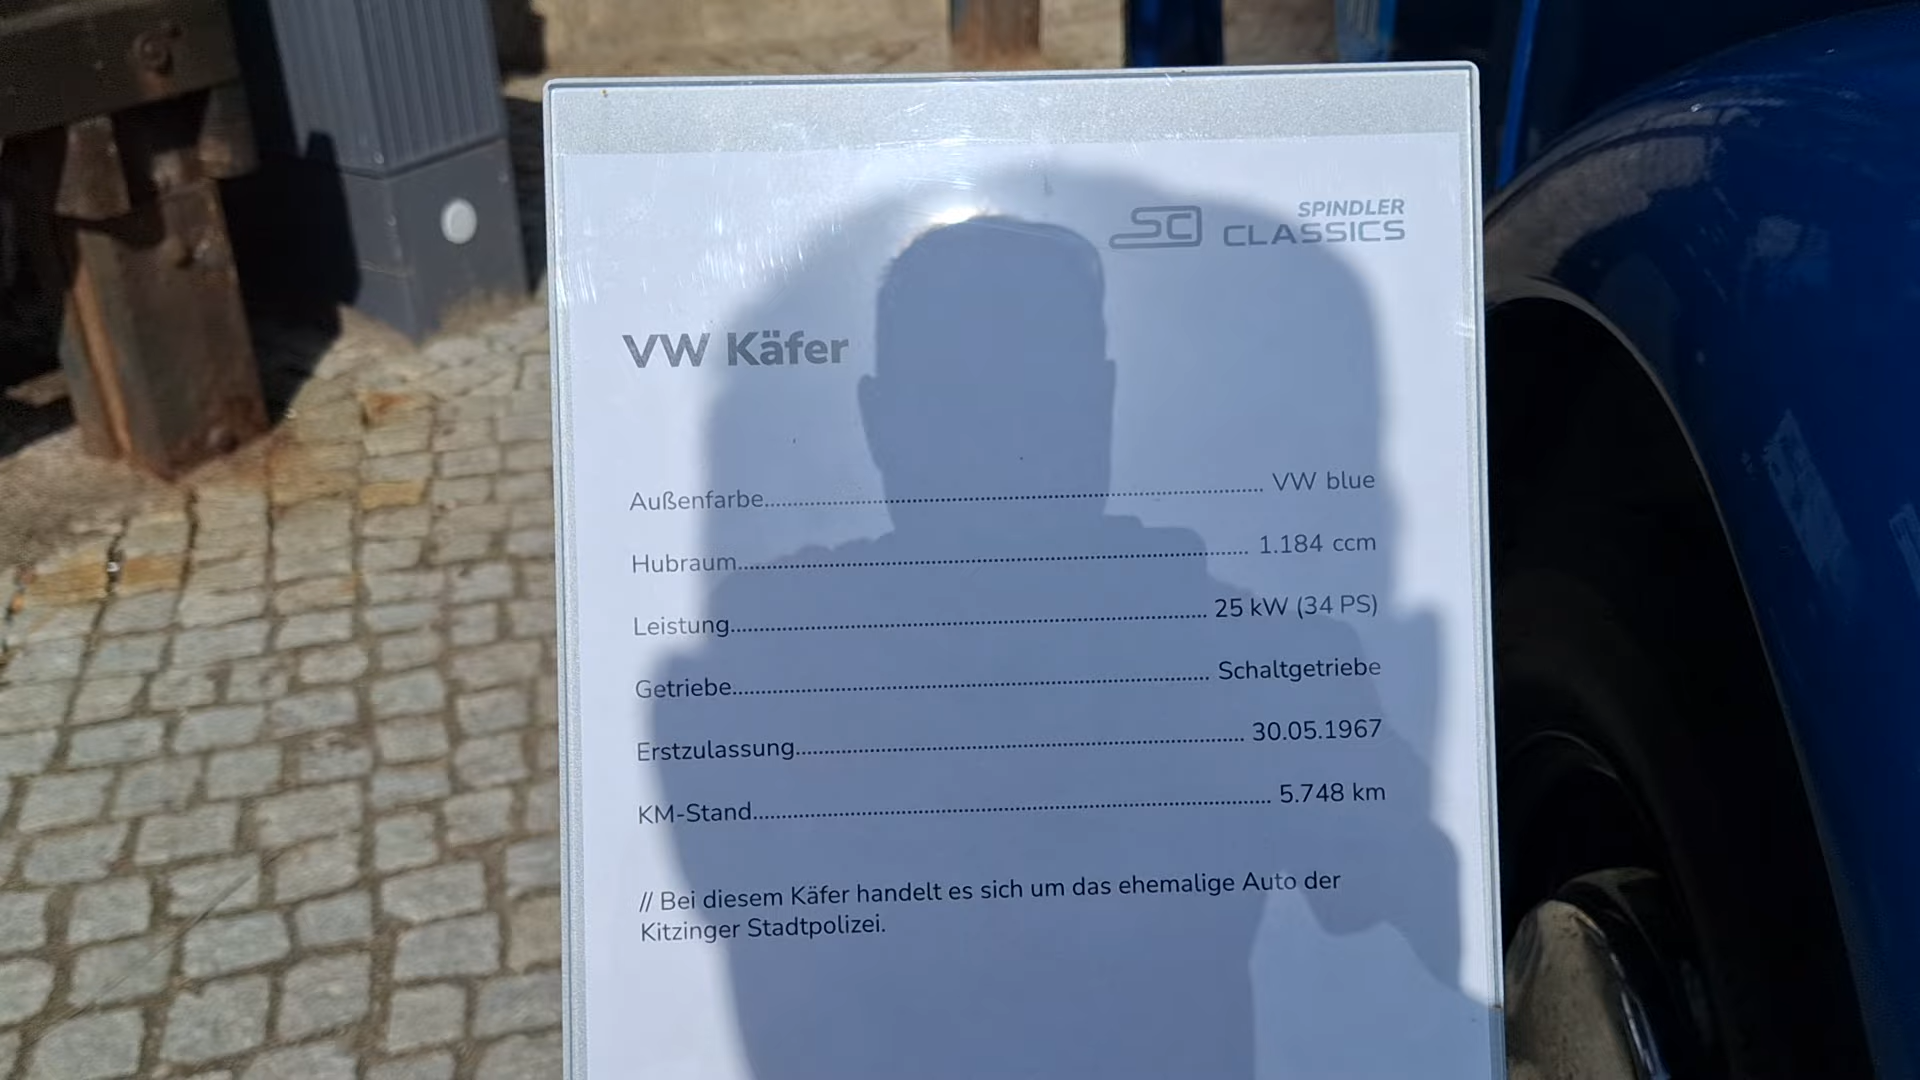 SC SPINDLER
CLASSICS
VW Käfer
Außenfarbe.......... VW blue
Hubraum.......... 1.184 ccm
Leistung.......... 25 kW (34 PS)
Getriebe.......... Schaltgetriebe
Erstzulassung.......... 30.05.1967
KM-Stand.......... 5.748 km
// Bei diesem Käfer handelt es sich um das ehemalige Auto der
Kitzinger Stadtpolizei.